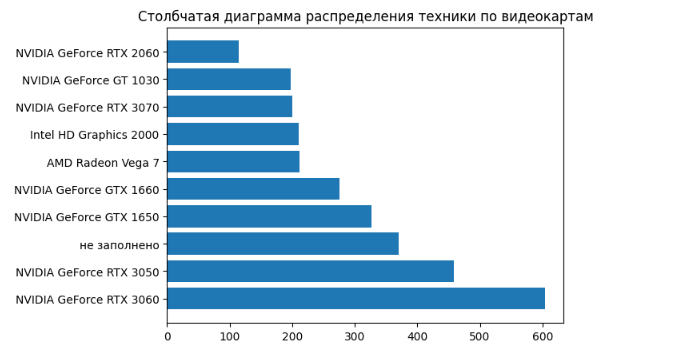 Столбчатая диаграмма распределения техники по видеокартам
NVIDIA GeForce RTX 2060
NVIDIA GeForce GT 1030
NVIDIA GeForce RTX 3070
Intel HD Graphics 2000
AMD Radeon Vega 7
NVIDIA GeForce GTX 1660
NVIDIA GeForce GTX 1650
не заполнено
NVIDIA GeForce RTX 3050
NVIDIA GeForce RTX 3060
0 100 200 300 400 500 600